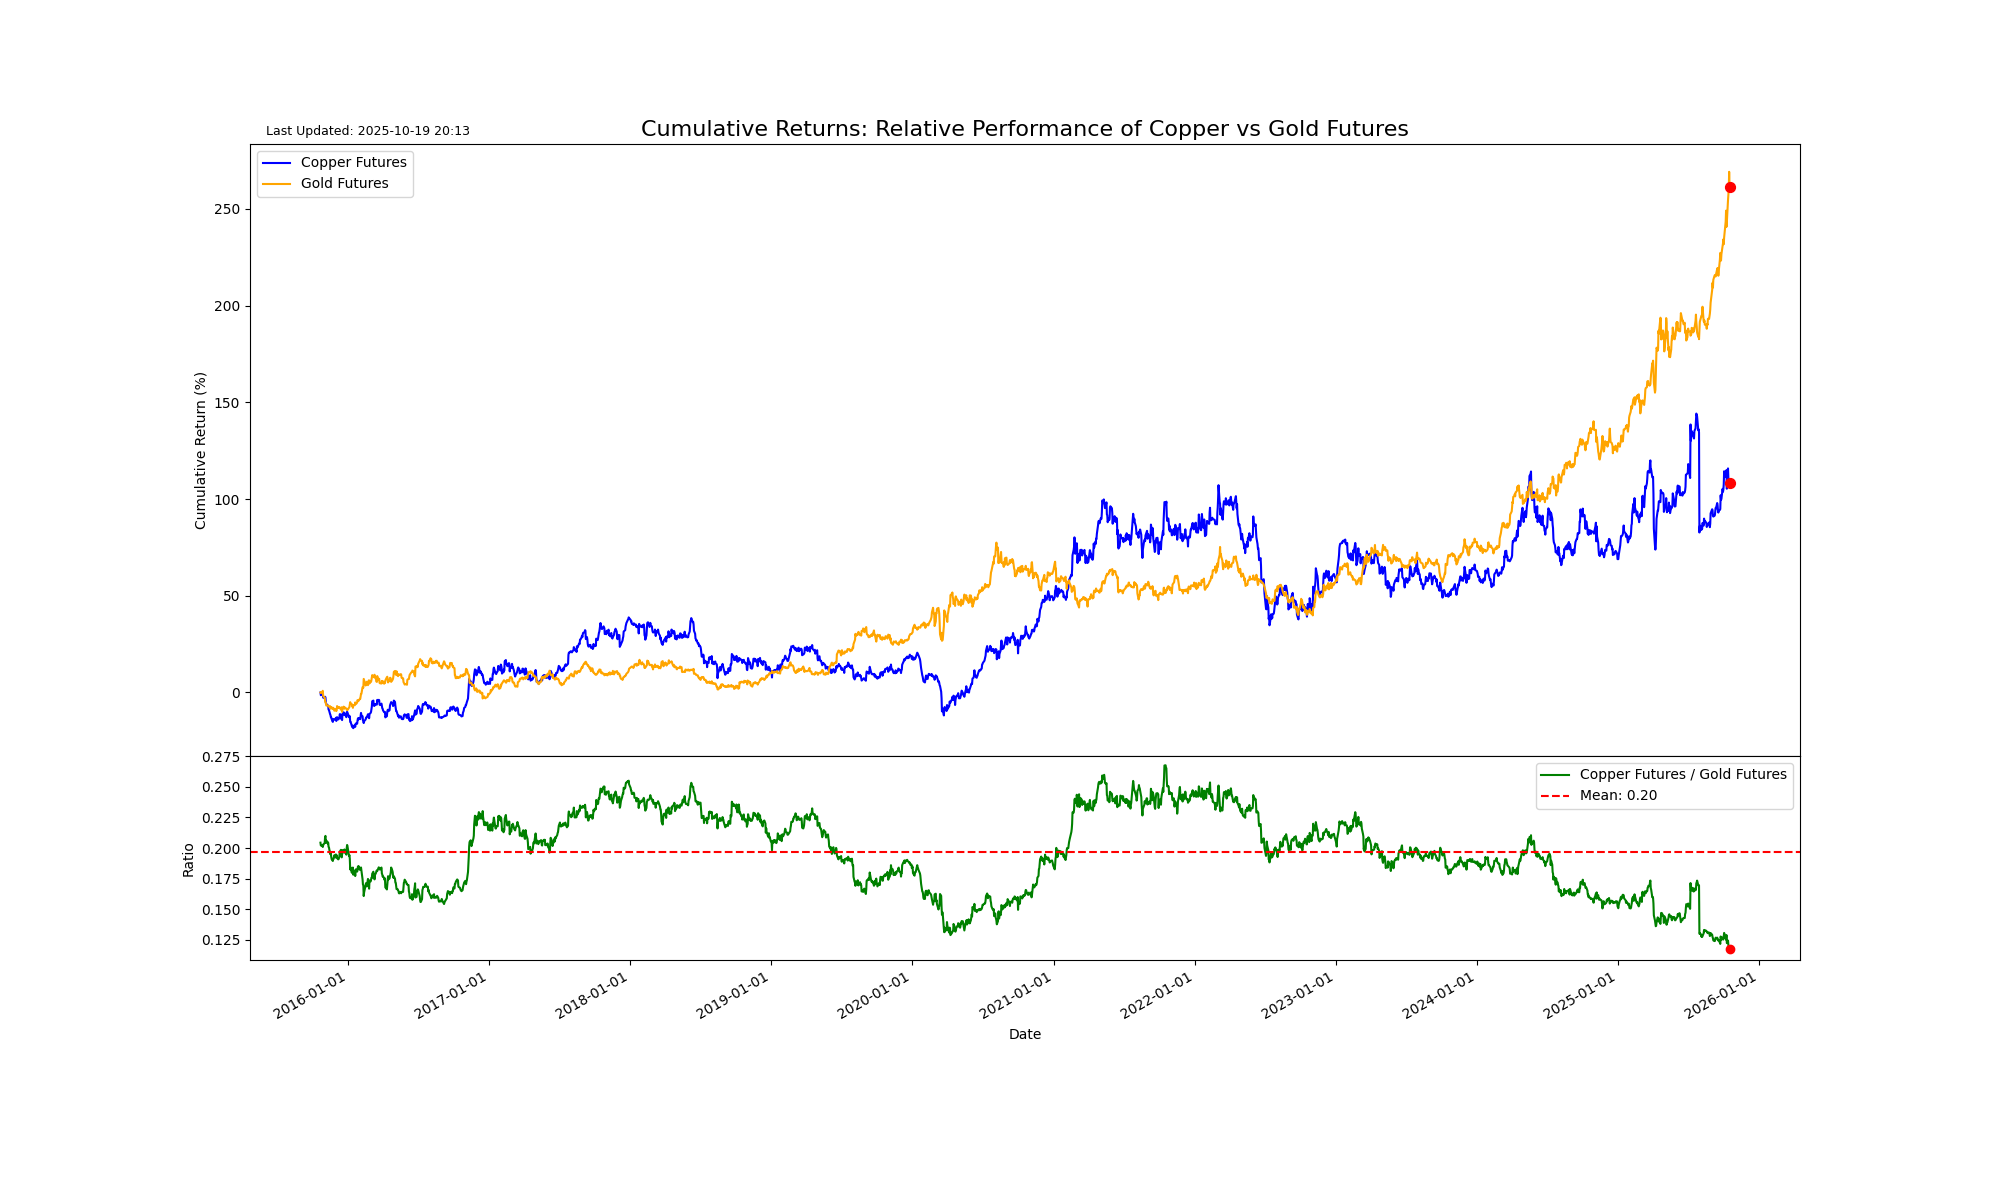 Last Updated: 2025-10-19 20:13
Cumulative Returns: Relative Performance of Copper vs Gold Futures
Copper Futures
Gold Futures
Cumulative Return (%)
250
200
150
100
50
0
Copper Futures / Gold Futures
Mean: 0.20
Ratio
0.275
0.250
0.225
0.200
0.175
0.150
0.125
2016-01-01
2017-01-01
2018-01-01
2019-01-01
2020-01-01
2021-01-01
2022-01-01
2023-01-01
2024-01-01
2025-01-01
2026-01-01
Date